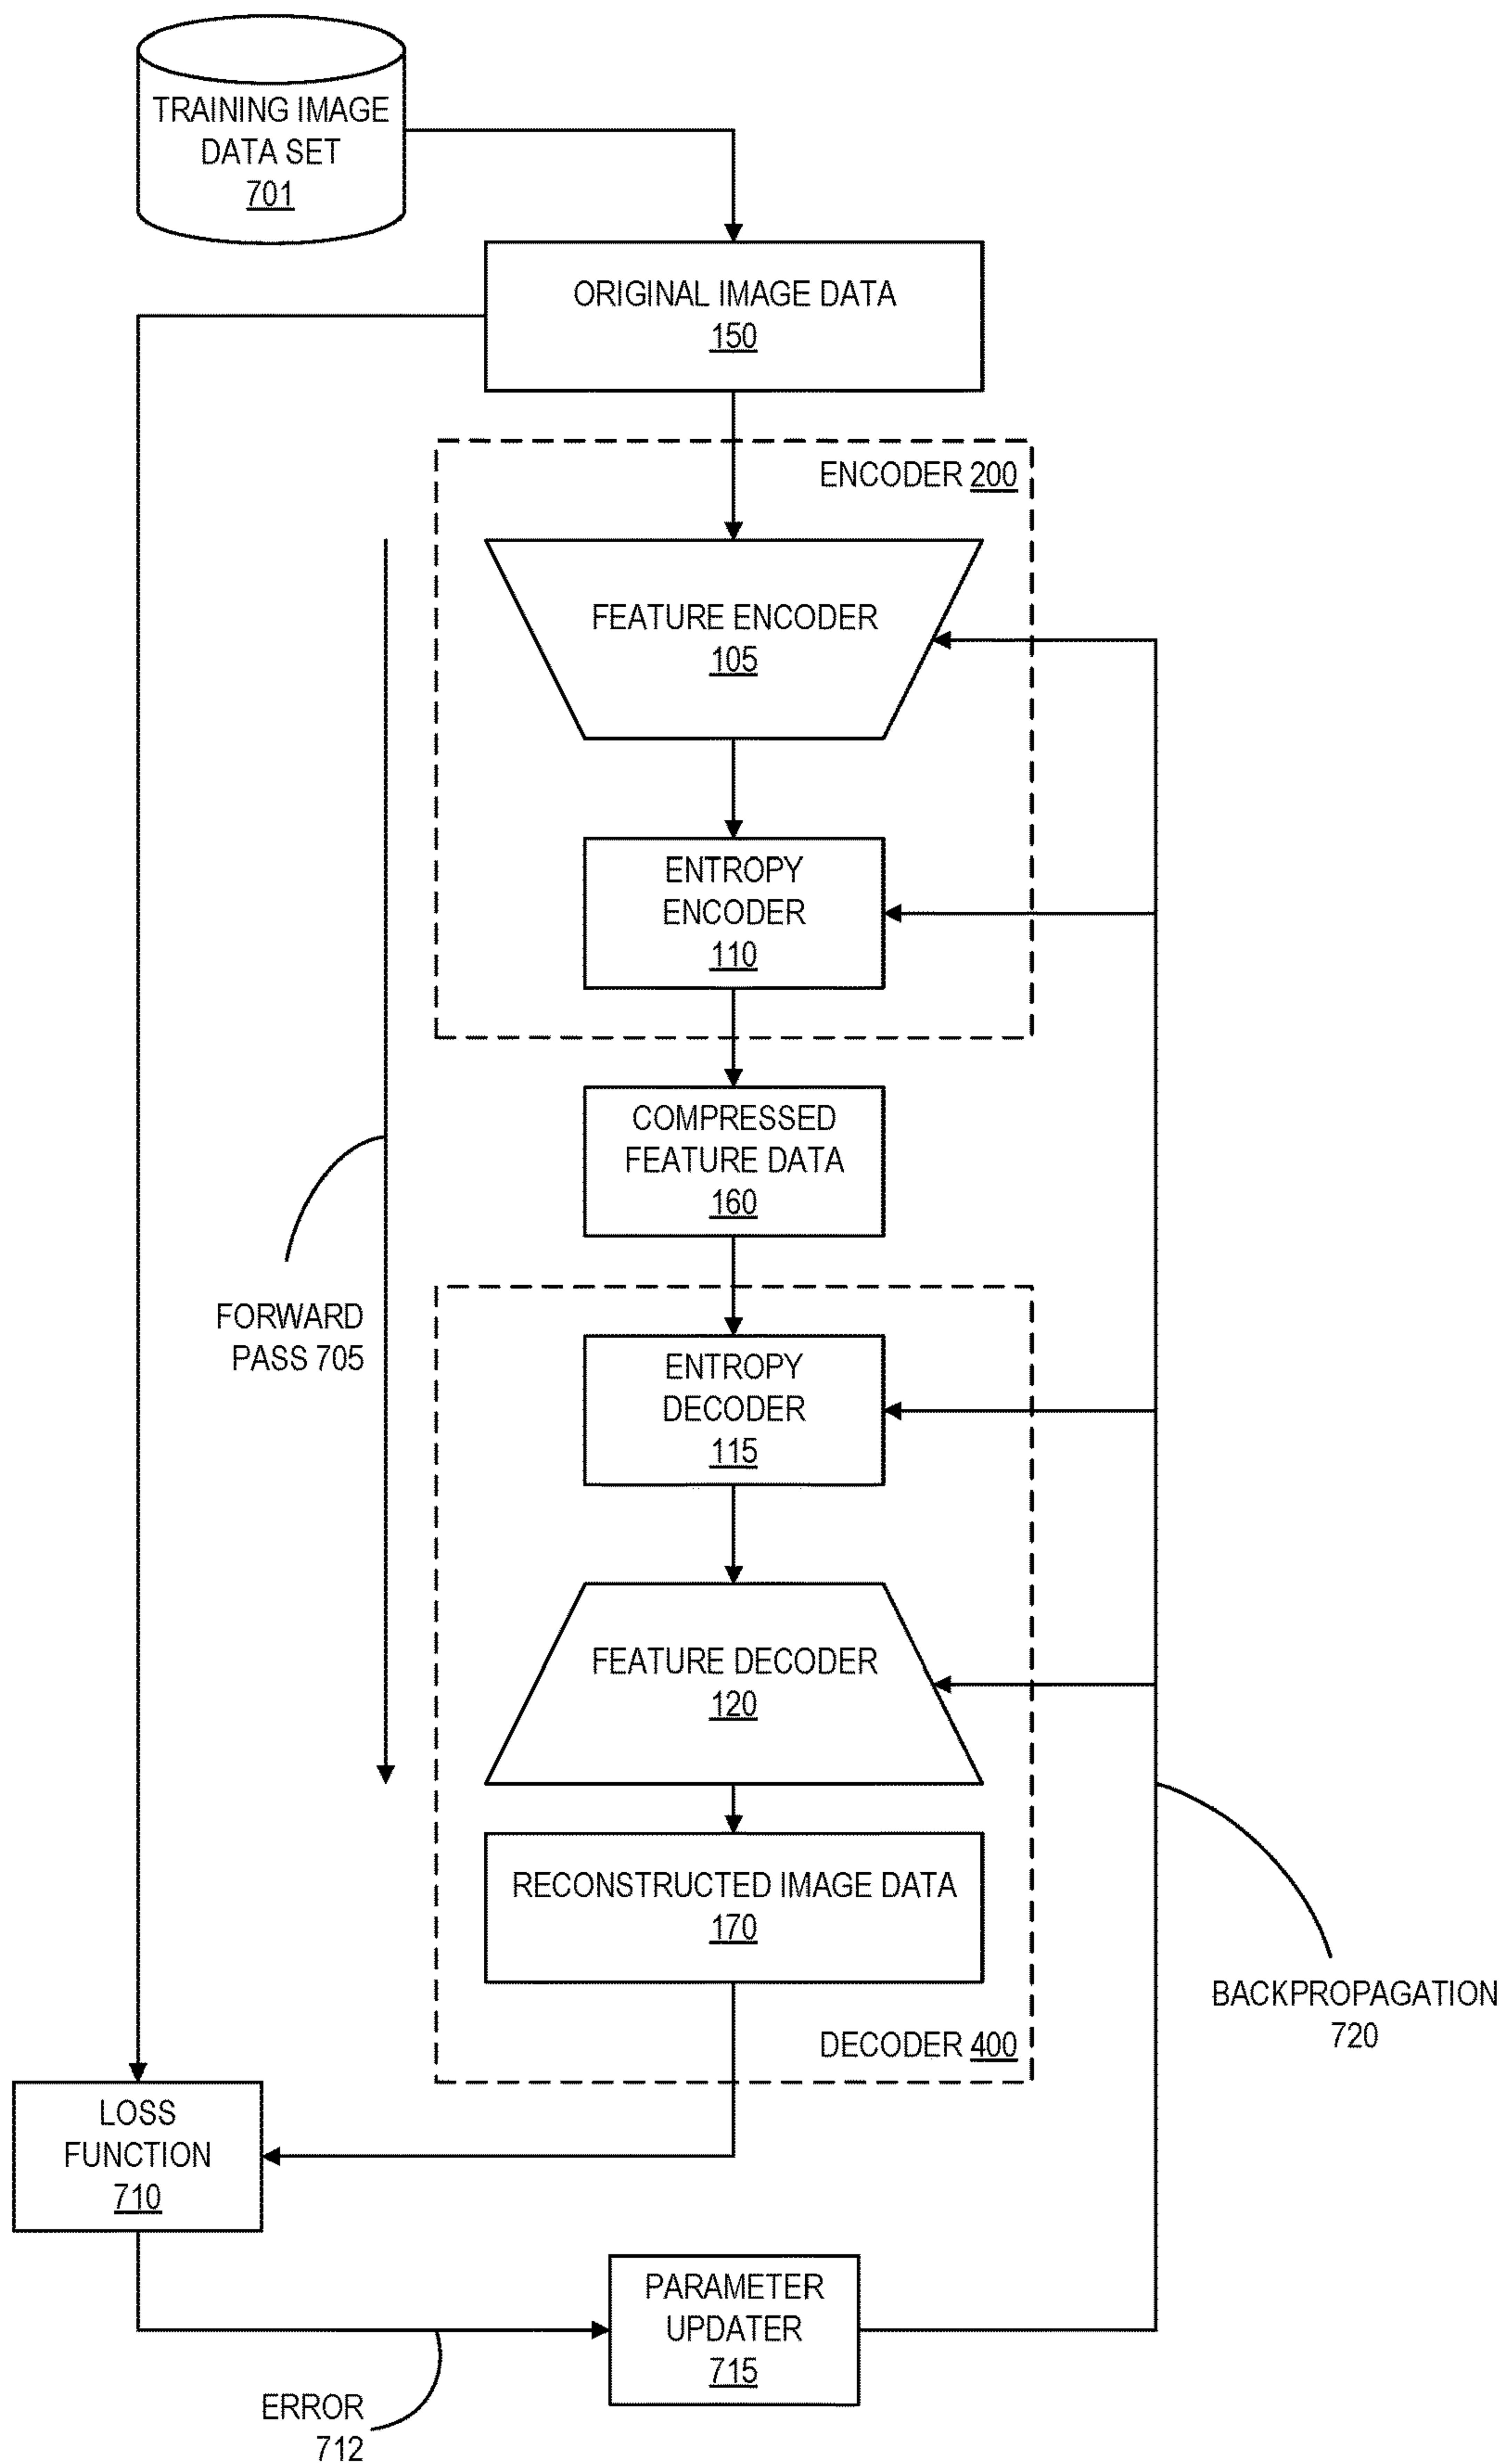 TRAINING IMAGE
DATA SET
701
ORIGINAL IMAGE DATA
150
ENCODER 200
FEATURE ENCODER
105
ENTROPY
ENCODER
110
COMPRESSED
FEATURE DATA
160
FORWARD
PASS 705
ENTROPY
DECODER
115
FEATURE DECODER
120
RECONSTRUCTED IMAGE DATA
170
BACKPROPAGATION
720
DECODER 400
LOSS
FUNCTION
710
PARAMETER
UPDATER
715
ERROR
712